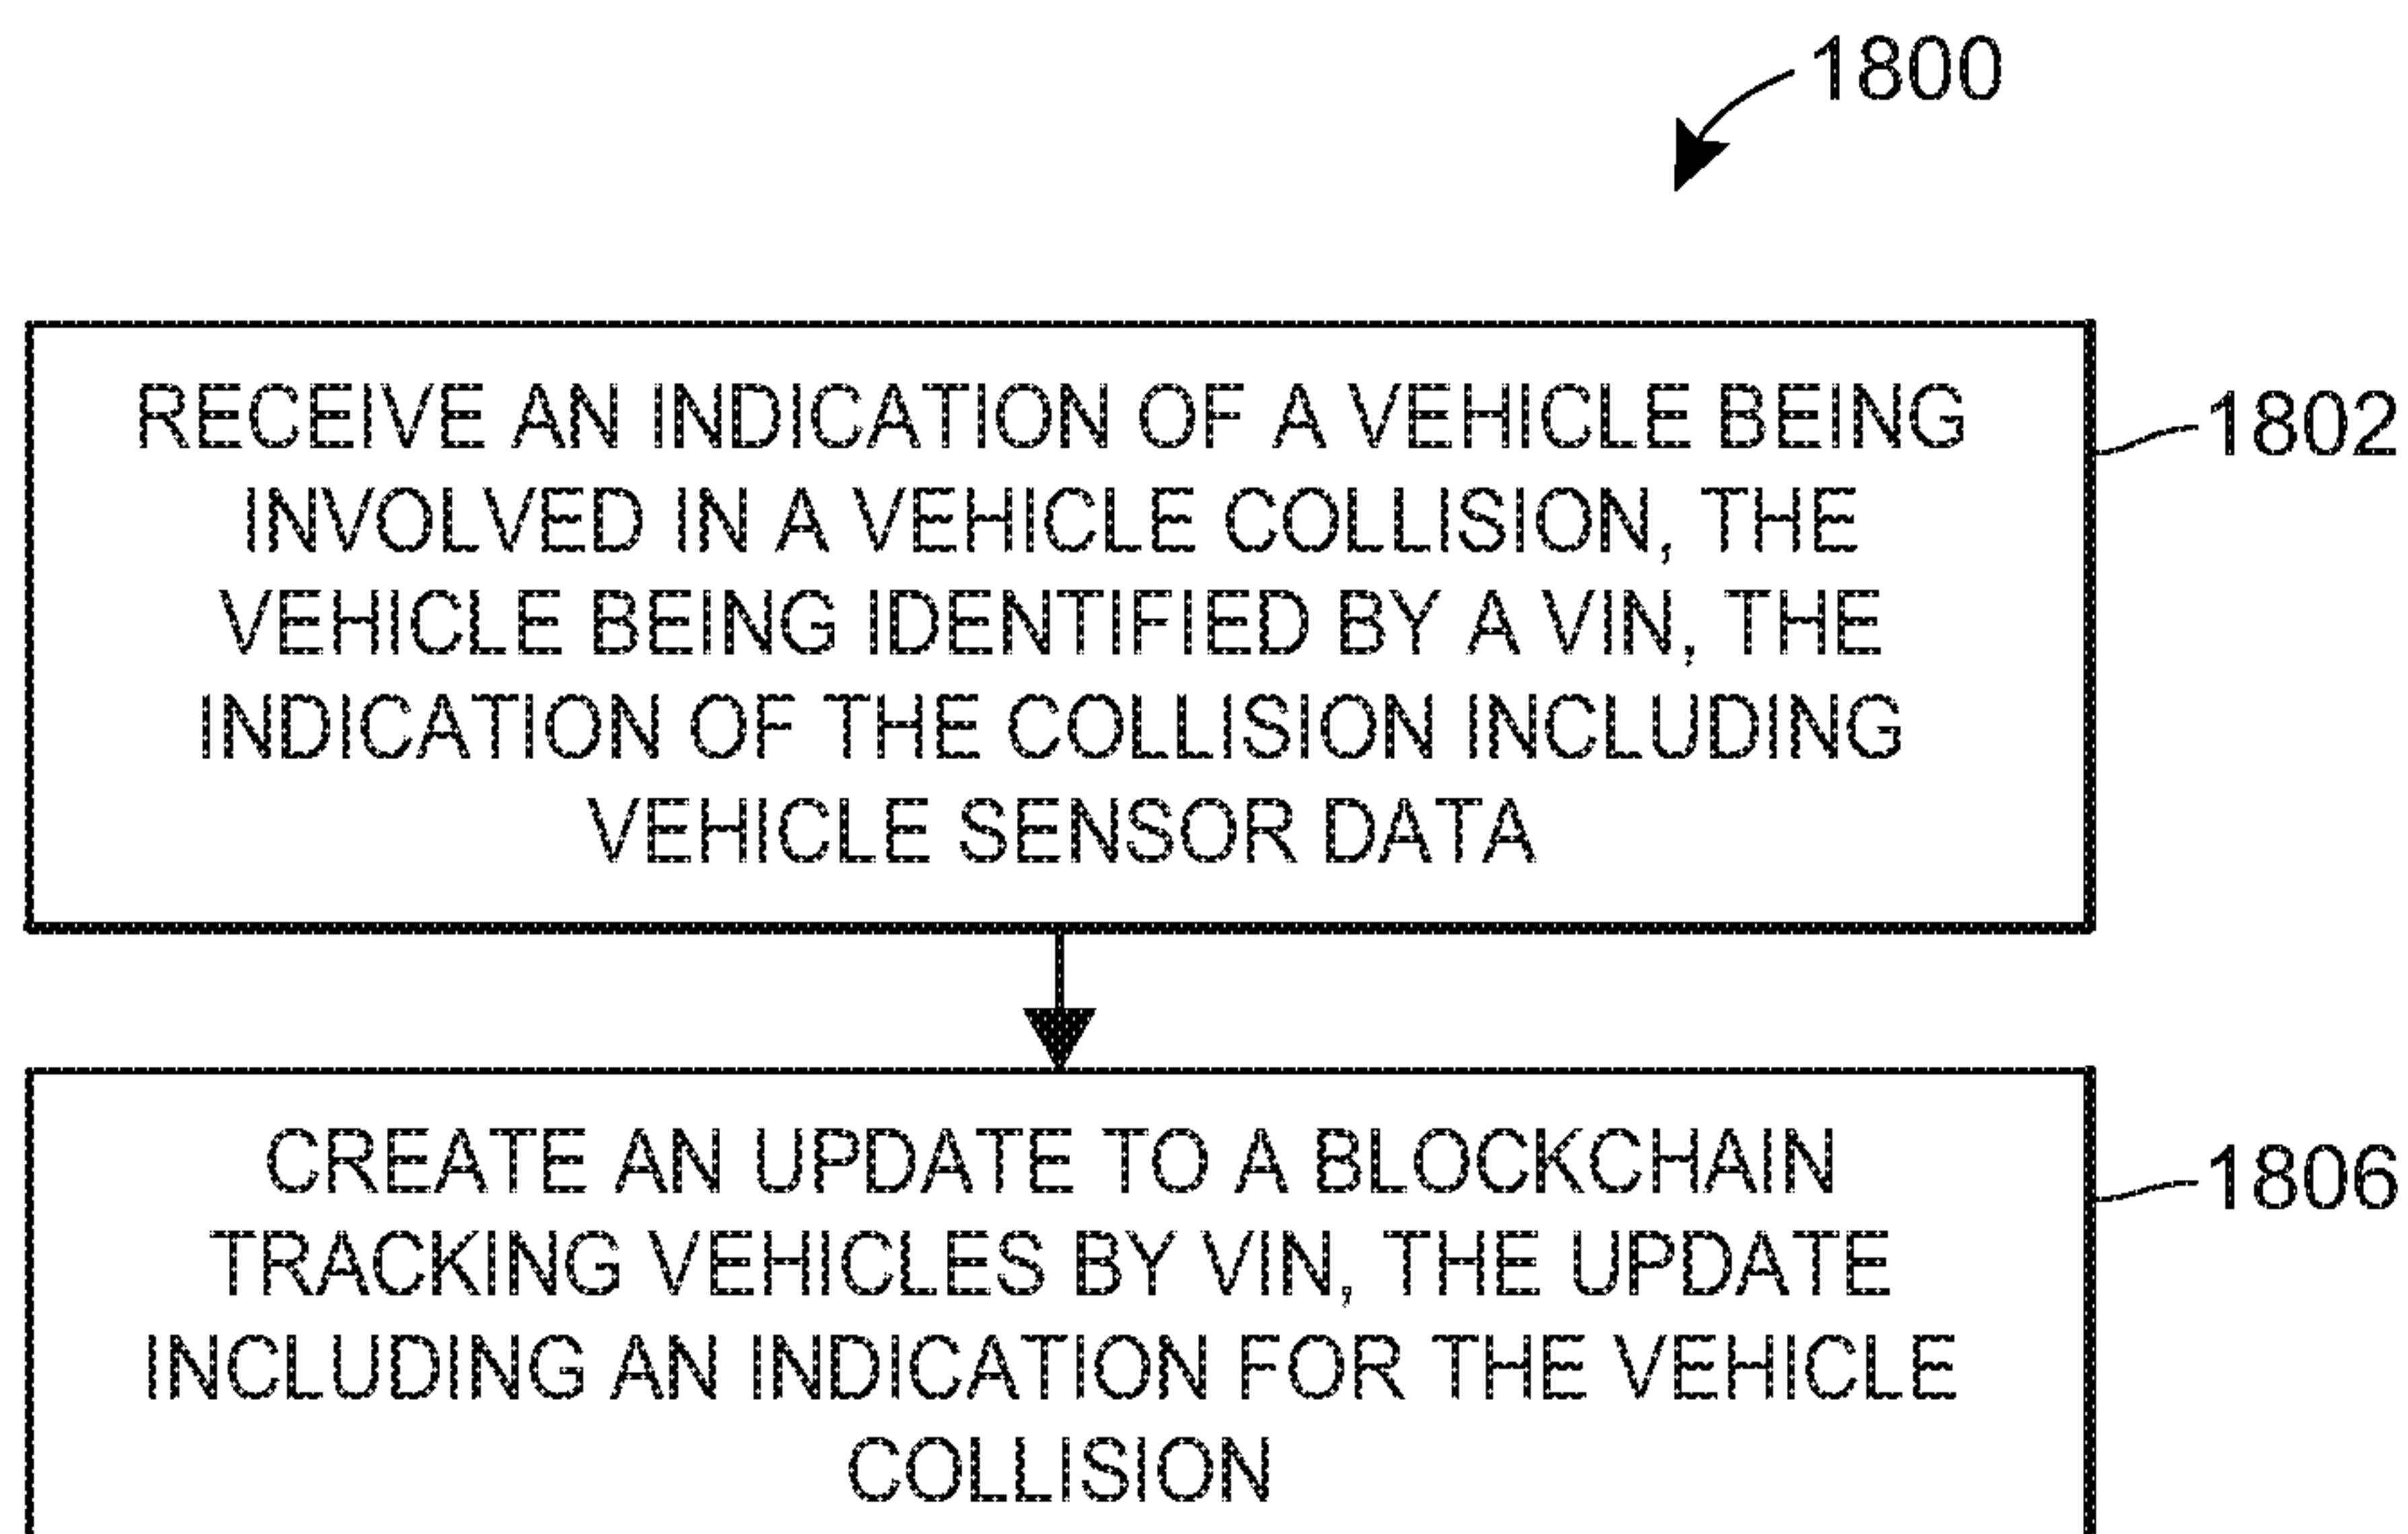 1800
RECEIVE AN INDICATION OF A VEHICLE BEING
INVOLVED IN A VEHICLE COLLISION, THE
VEHICLE BEING IDENTIFIED BY A VIN, THE
INDICATION OF THE COLLISION INCLUDING
VEHICLE SENSOR DATA
1802
CREATE AN UPDATE TO A BLOCKCHAIN
TRACKING VEHICLES BY VIN, THE UPDATE
INCLUDING AN INDICATION FOR THE VEHICLE
COLLISION
1806